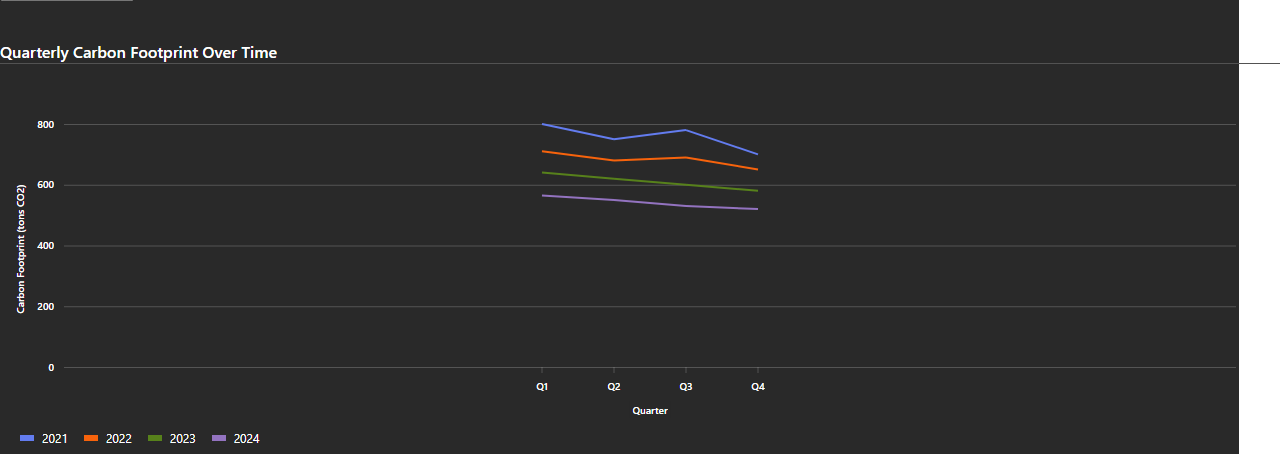 Quarterly Carbon Footprint Over Time
800
600
400
200
0
Carbon Footprint (tons CO2)
Q1 Q2 Q3 Q4
Quarter
2021 2022 2023 2024